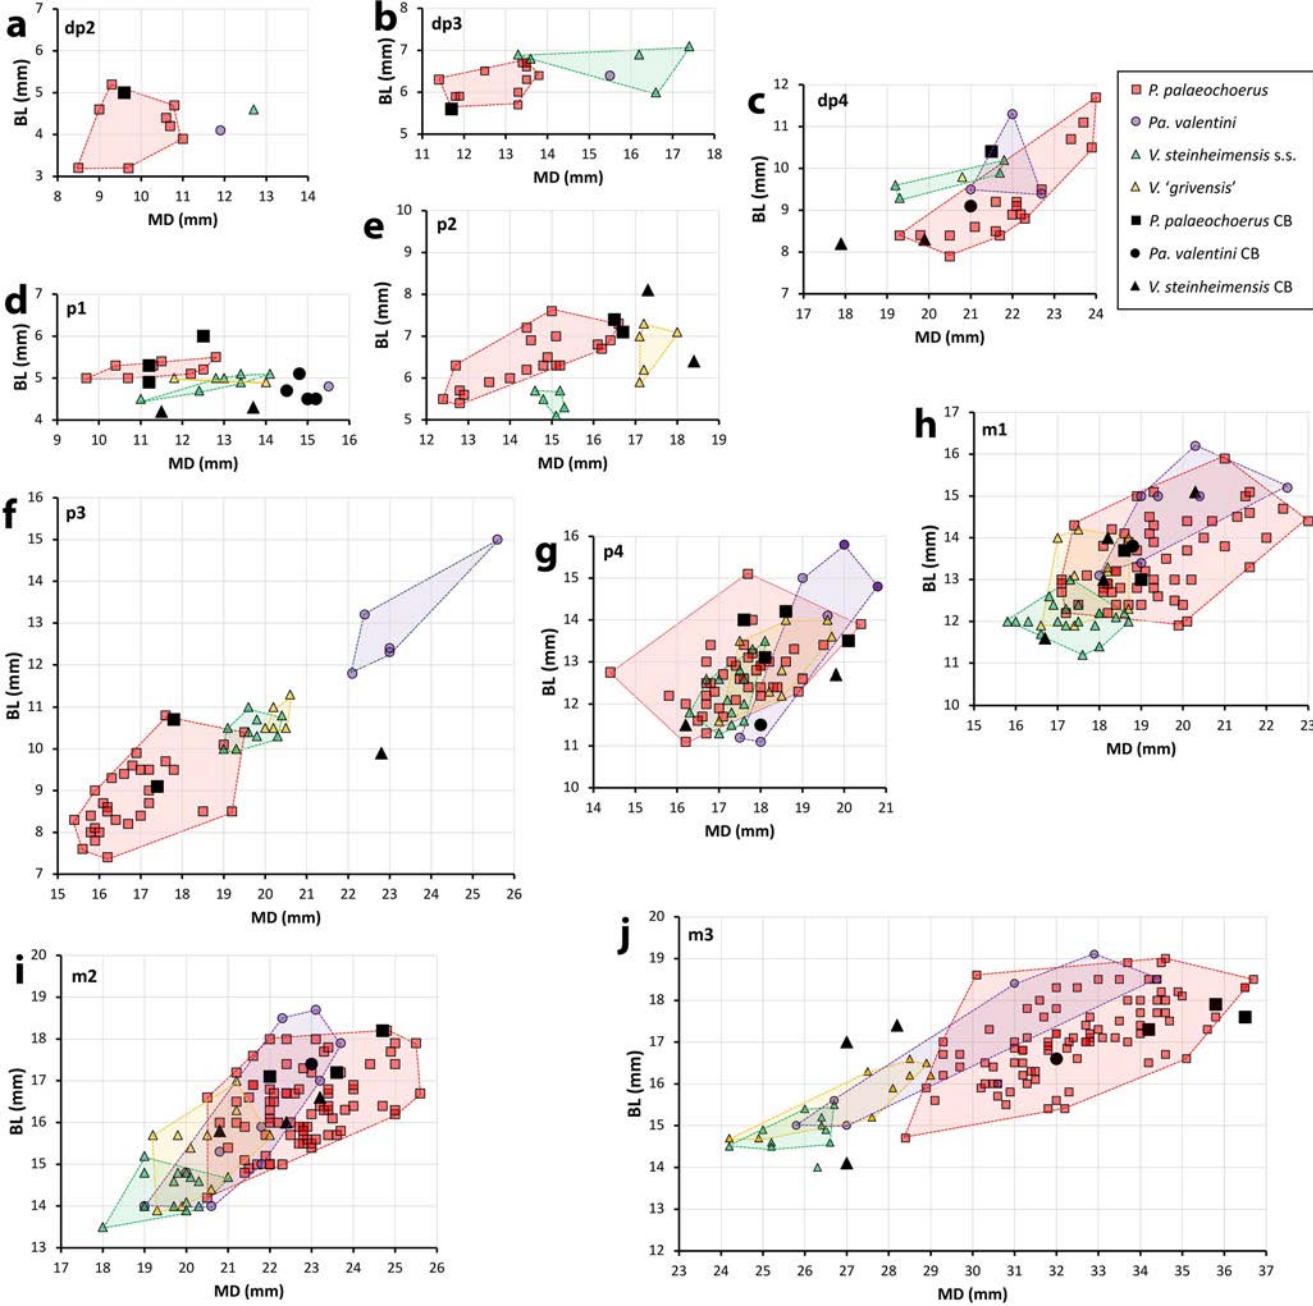 a
dp2
BL (mm)
7
6
5
4
3
8 9 10 11 12 13 14
MD (mm)
b
dp3
BL (mm)
8
7
6
5
11 12 13 14 15 16 17 18
MD (mm)
c
dp4
BL (mm)
12
11
10
9
8
7
17 18 19 20 21 22 23 24
MD (mm)
P. palaeochoerus
Pa. valentini
V. steinheimensis s.s.
V. 'grivensis'
P. palaeochoerus CB
Pa. valentini CB
V. steinheimensis CB
d
p1
BL (mm)
7
6
5
4
9 10 11 12 13 14 15 16
MD (mm)
e
p2
BL (mm)
10
9
8
7
6
5
12 13 14 15 16 17 18 19
MD (mm)
f
p3
BL (mm)
16
15
14
13
12
11
10
9
8
7
15 16 17 18 19 20 21 22 23 24 25 26
MD (mm)
g
p4
BL (mm)
16
15
14
13
12
11
10
14 15 16 17 18 19 20 21
MD (mm)
h
m1
BL (mm)
17
16
15
14
13
12
11
10
15 16 17 18 19 20 21 22 23
MD (mm)
i
m2
BL (mm)
20
19
18
17
16
15
14
13
17 18 19 20 21 22 23 24 25 26
MD (mm)
j
m3
BL (mm)
20
19
18
17
16
15
14
13
12
23 24 25 26 27 28 29 30 31 32 33 34 35 36 37
MD (mm)